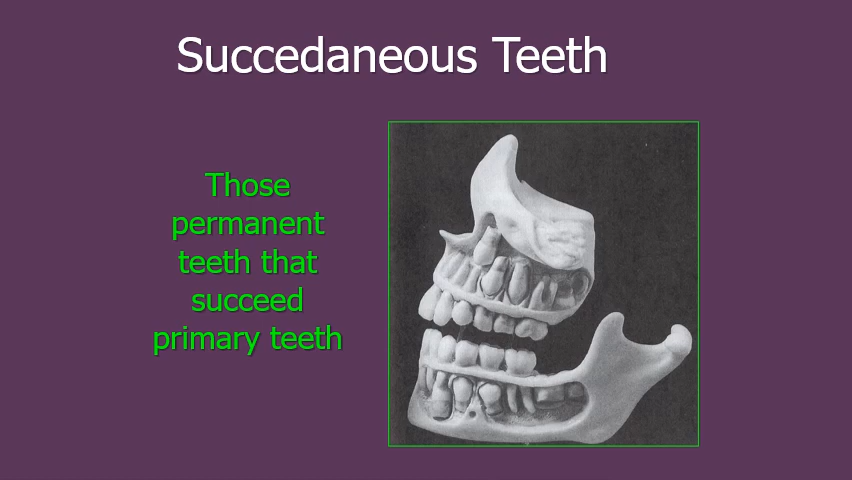 Succedaneous Teeth
Those
permanent
teeth that
succeed
primary teeth